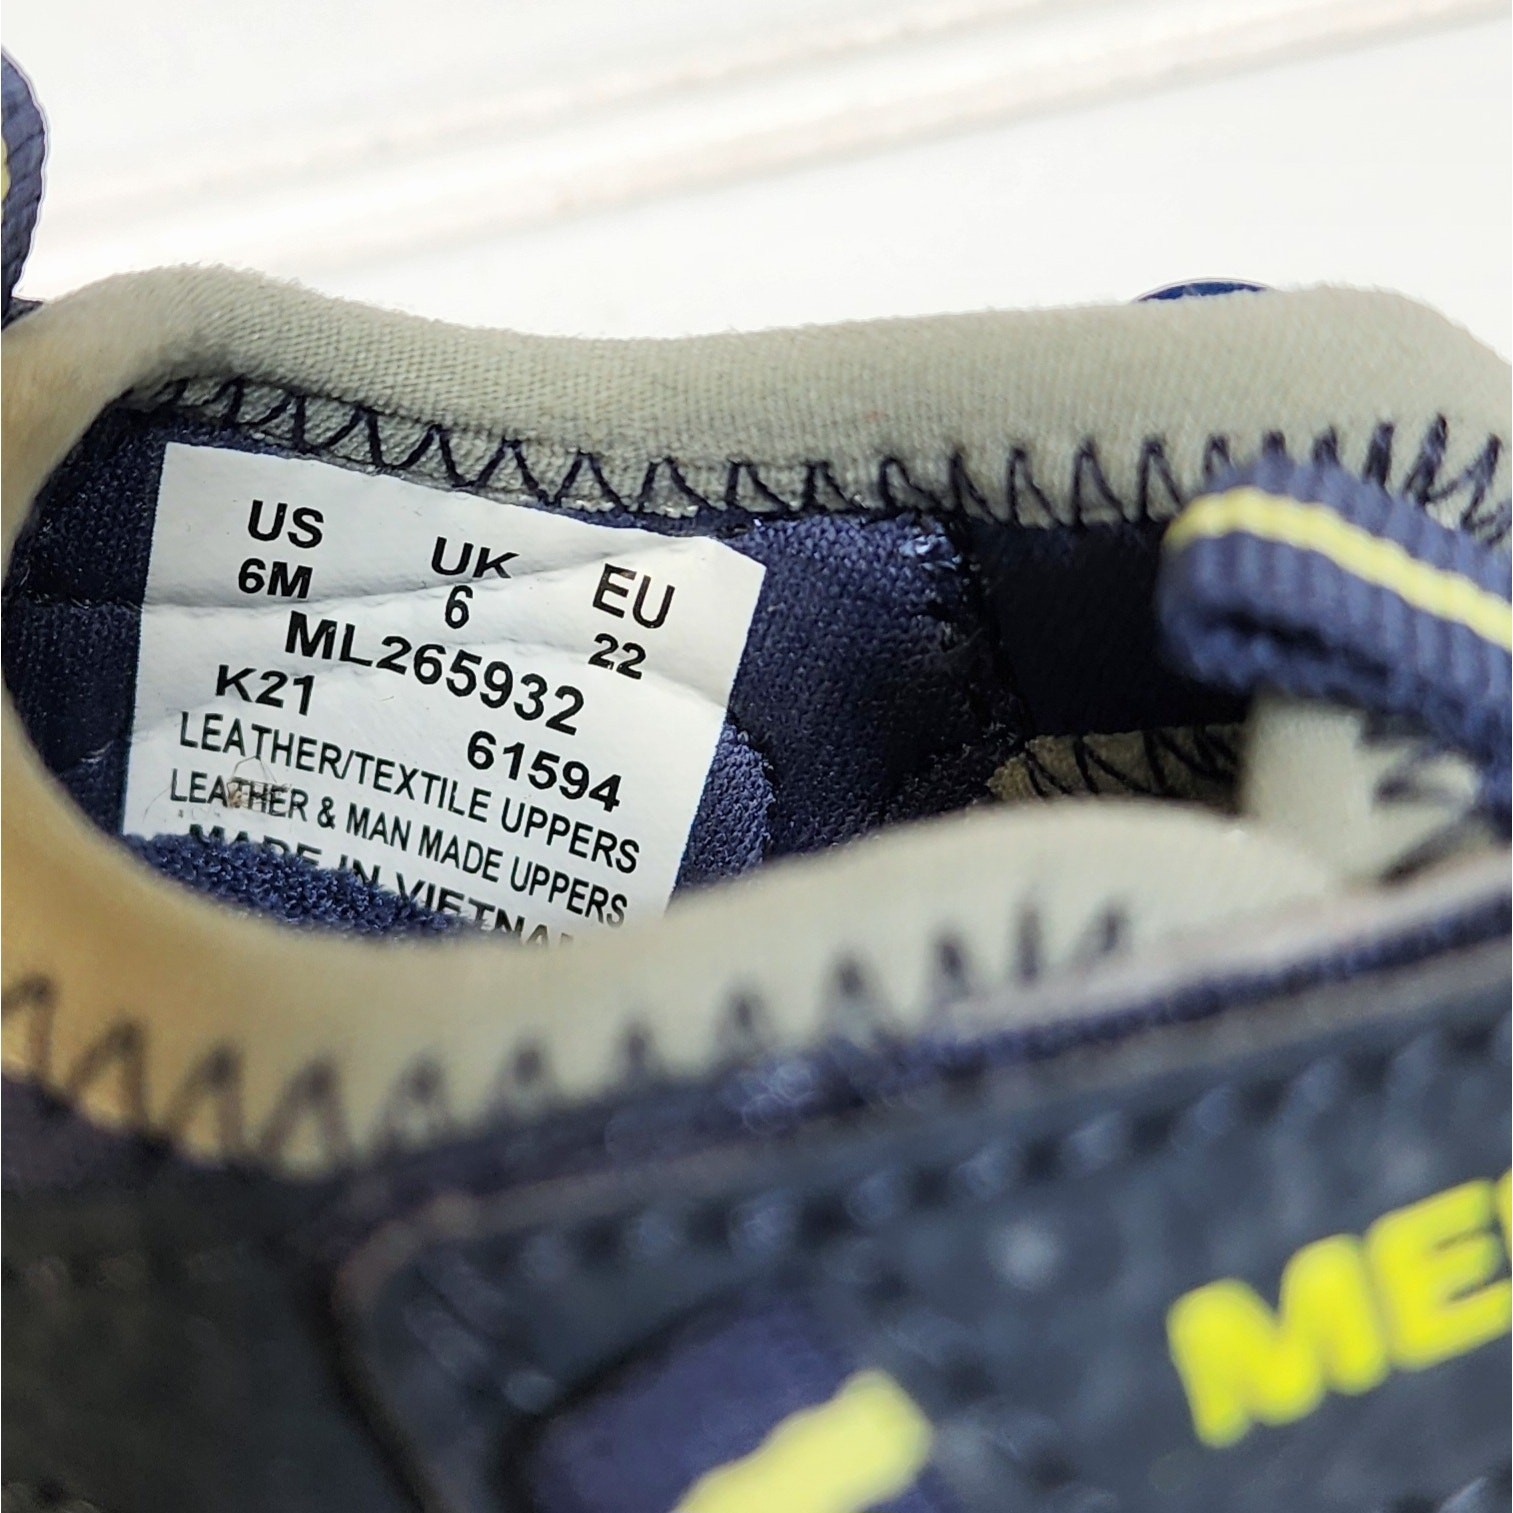 US UK EU
6M 6 22
ML265932
K21 61594
LEATHER/TEXTILE UPPERS
LEATHER & MAN MADE UPPERS
MADE IN VIETNAM